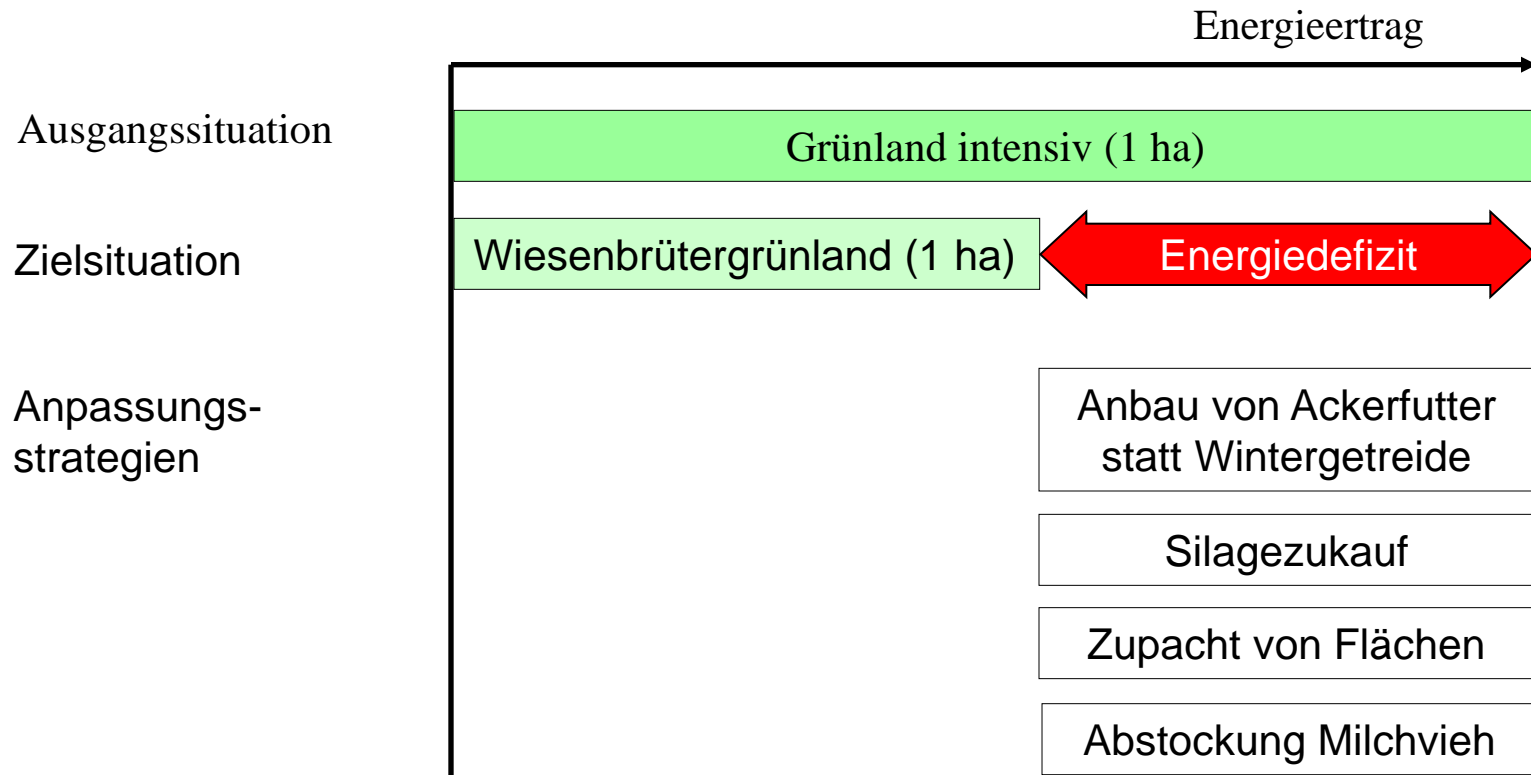 Energieertrag
Ausgangssituation
Grünland intensiv (1 ha)
Zielsituation
Wiesenbrütergrünland (1 ha)
Energiedefizit
Anpassungs-
strategien
Anbau von Ackerfutter
statt Wintergetreide
Silagezukauf
Zupacht von Flächen
Abstockung Milchvieh